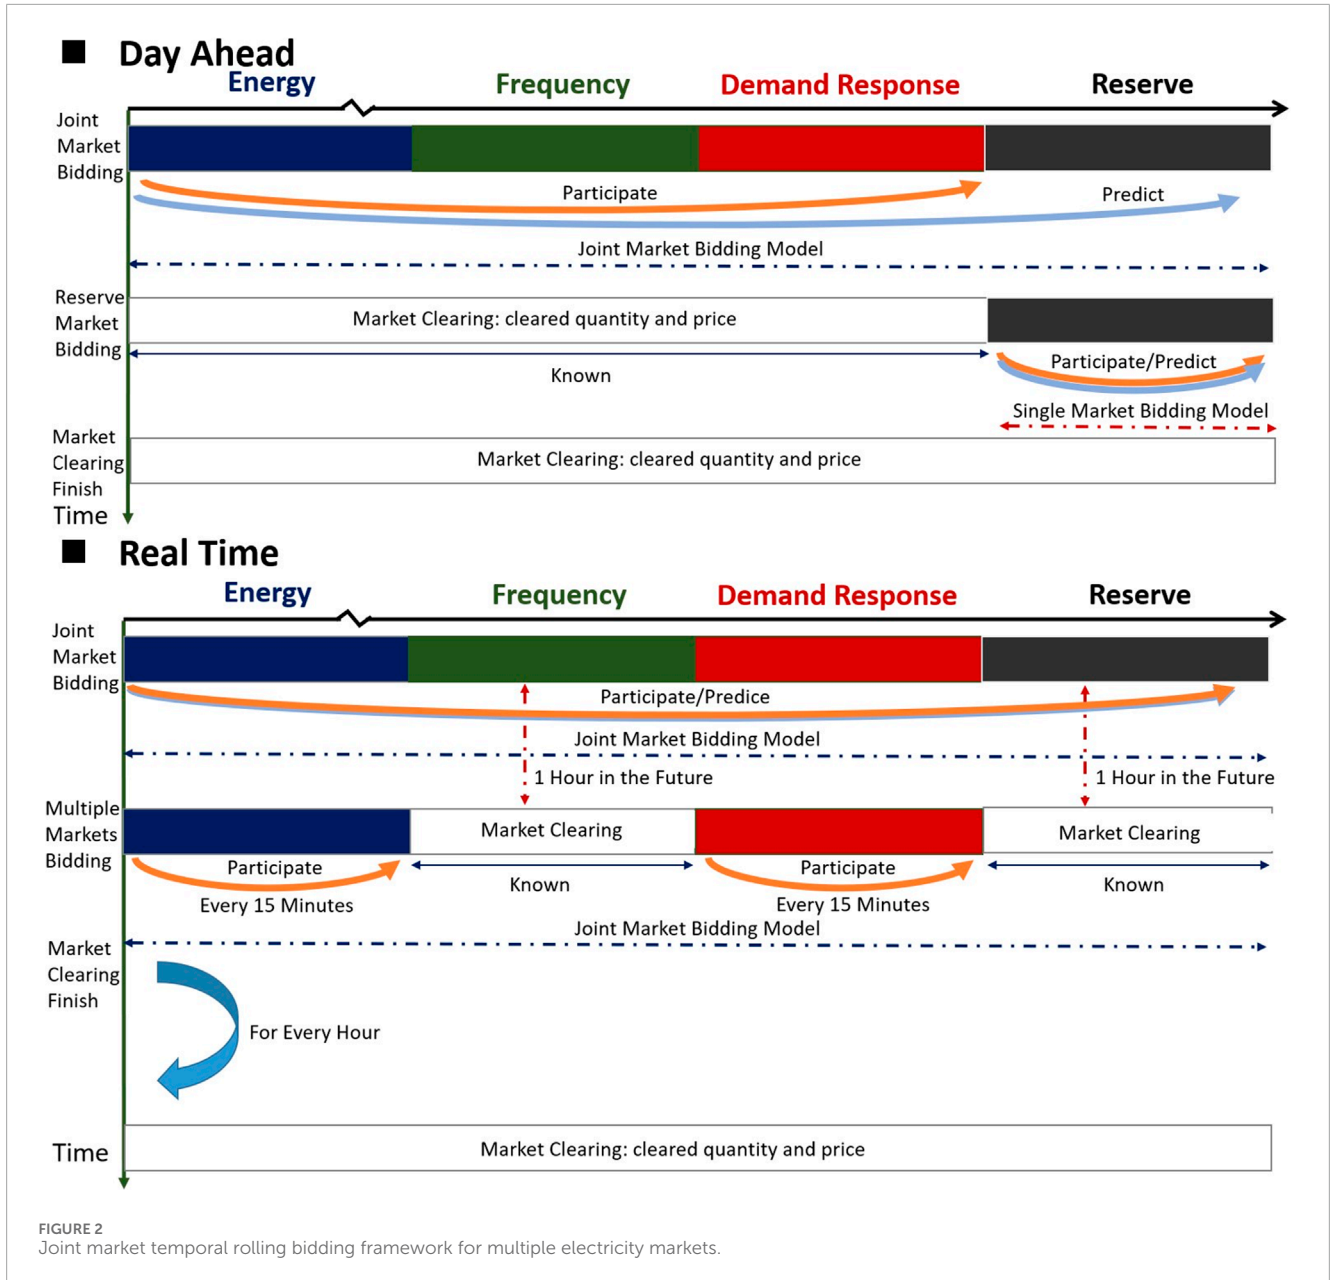 Day Ahead
Energy
Frequency
Demand Response
Reserve
Joint
Market
Bidding
Participate
Predict
Joint Market Bidding Model
Reserve
Market
Bidding
Market Clearing: cleared quantity and price
Known
Participate/Predict
Single Market Bidding Model
Market
Clearing
Finish
Market Clearing: cleared quantity and price
Time
Real Time
Energy
Frequency
Demand Response
Reserve
Joint
Market
Bidding
Participate/Predice
Joint Market Bidding Model
1 Hour in the Future
1 Hour in the Future
Multiple
Markets
Bidding
Market Clearing
Market Clearing
Participate
Known
Participate
Known
Every 15 Minutes
Every 15 Minutes
Joint Market Bidding Model
Market
Clearing
Finish
For Every Hour
Time
Market Clearing: cleared quantity and price
FIGURE 2
Joint market temporal rolling bidding framework for multiple electricity markets.